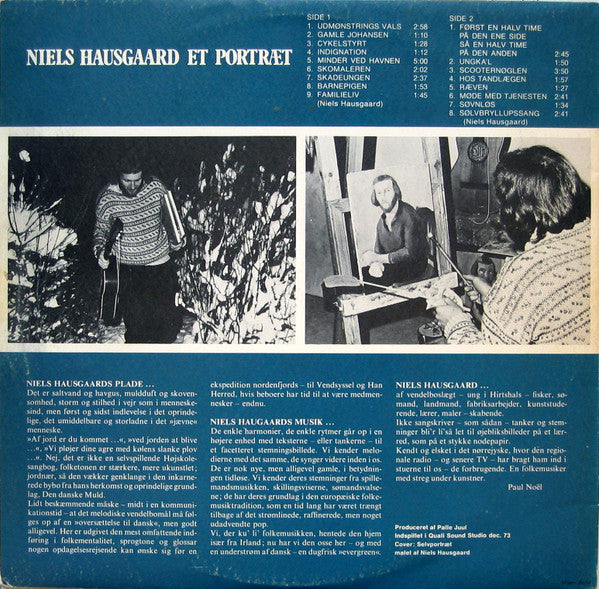 NIELS HAUSGAARD ET PORTRÆT
SIDE 1
1. UDMØNSTRINGS VALS 2:58
2. GAMLE JOHANSEN 1:10
3. CYKELSTYRT 1:28
4. INDIGNATION 1:12
5. MINDER VED HAVNEN 5:00
6. SKOMALEREN 2:02
7. SKADEUNGEN 2:37
8. BARNEPIGEN 1:53
9. FAMILIELIV 1:45
(Niels Hausgaard)
SIDE 2
1. FØRST EN HALV TIME
PÅ DEN ENE SIDE
SÅ EN HALV TIME
PÅ DEN ANDEN 2:45
2. UNGKA'L 1:50
3. SCOOTERNØGLEN 3:50
4. HOS TANDLÆGEN 1:57
5. RÆVEN 1:27
6. MØDE MED TJENESTEN 2:41
7. SØVNLØS 1:34
8. SØLVBRYLLUPSSANG 2:41
(Niels Hausgaard)
NIELS HAUSGAARDS PLADE ...
Det er saltvand og havgus, muldduft og skoven-
somhed, storm og stilhed i vejr som i menneske-
sind, men først og sidst indlevelse i det oprinde-
lige, det umiddelbare og storladne i det »jævne«
menneske.
»Af jord er du kommet ...«, »ved jorden at blive
...«, »Vi pløjer dine agre med kølens slanke plov
...«. Nej, det er ikke en selvspillende Højskole-
sangbog, folketonen er stærkere, mere ukunstlet;
jordnær, så den vækker genklange i den inkarne-
rede bybo fra hans herkomst og oprindelige grund-
lag, Den danske Muld.
Lidt beskæmmende måske – midt i en kommuni-
kationstid – at det melodiske vendelbomål må føl-
ges op af en »oversættelse til dansk«, men godt
alligevel. Her er udgivet den mest omfattende ind-
føring i folkementalitet, sprogtone og glossar
nogen opdagelsesrejsende kan ønske sig før en
ekspedition nordenfjords – til Vendsyssel og Han
Herred, hvis beboere har tid til at være medmen-
nesker – endnu.
NIELS HAUGAARDS MUSIK ...
De enkle harmonier, de enkle rytmer går op i en
højere enhed med teksterne – eller tankerne – til
et facetteret stemningsbillede. Vi kender melo-
dierne med det samme, de synger videre inden i os.
De er nok nye, men alligevel gamle, i betydnin-
gen tidløse. Vi kender deres stemninger fra spille-
mandsmusikken, skillingsviserne, sømandsvalse-
ne; de har deres grundlag i den europæiske folke-
musiktradition, som en tid lang har været trængt
tilbage af det strømlinede, raffinerede, men noget
udadvendte pop.
Vi, der ku' li' folkemusikken, hentede den hjem
især fra Irland; nu har vi den osse her – og med
en understrøm af dansk – en dugfrisk »evergreen«.
NIELS HAUSGAARD ...
af vendelboslægt – ung i Hirtshals – fisker, sø-
mand, landmand, fabriksarbejder, kunststude-
rende, lærer, maler – skabende.
Ikke sangskriver – som sådan – tanker og stem-
ninger bli'r li'så let til øjeblikksbilleder på et lær-
red, som på et stykke nodepapir.
Kendt og elsket i det nørrejyske, hvor dén regio-
nale radio – og senere TV – har bragt ham ind i
stuerne til os – de forbrugende. En folkemusiker
med streg under kunstner.
Paul Noël
Produceret af Palle Juul
Indspillet i Quali Sound Studio dec. 73
Cover: Selvportræt
malet af Niels Hausgaard